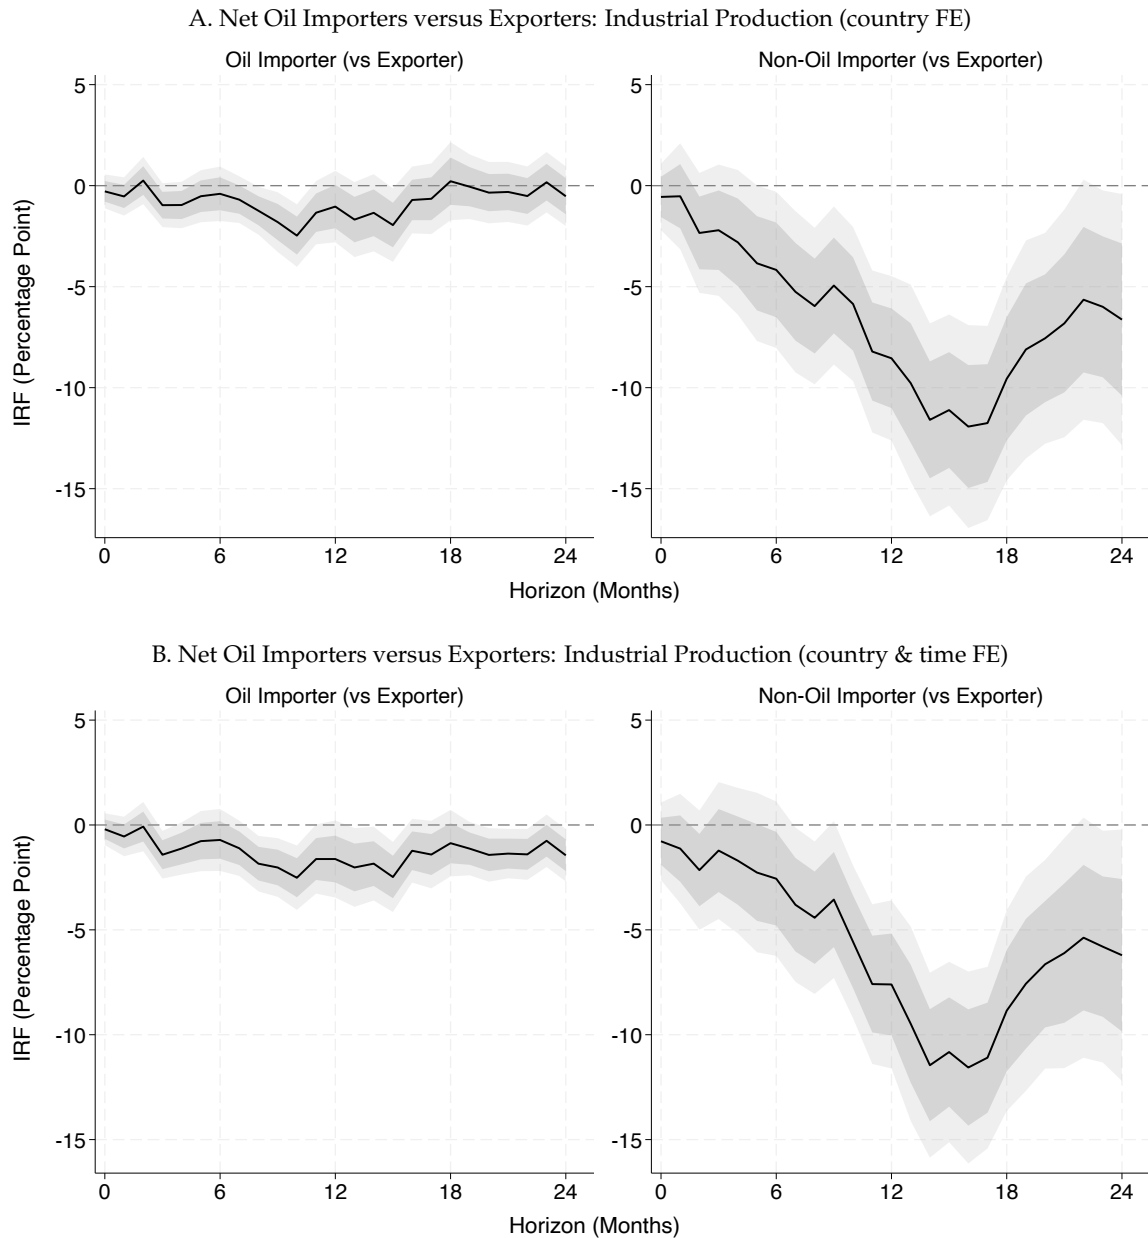 A. Net Oil Importers versus Exporters: Industrial Production (country FE)
Oil Importer (vs Exporter)
Non-Oil Importer (vs Exporter)
IRF (Percentage Point)
5
0
-5
-10
-15
0 6 12 18 24
5
0
-5
-10
-15
0 6 12 18 24
Horizon (Months)
B. Net Oil Importers versus Exporters: Industrial Production (country & time FE)
Oil Importer (vs Exporter)
Non-Oil Importer (vs Exporter)
IRF (Percentage Point)
5
0
-5
-10
-15
0 6 12 18 24
5
0
-5
-10
-15
0 6 12 18 24
Horizon (Months)